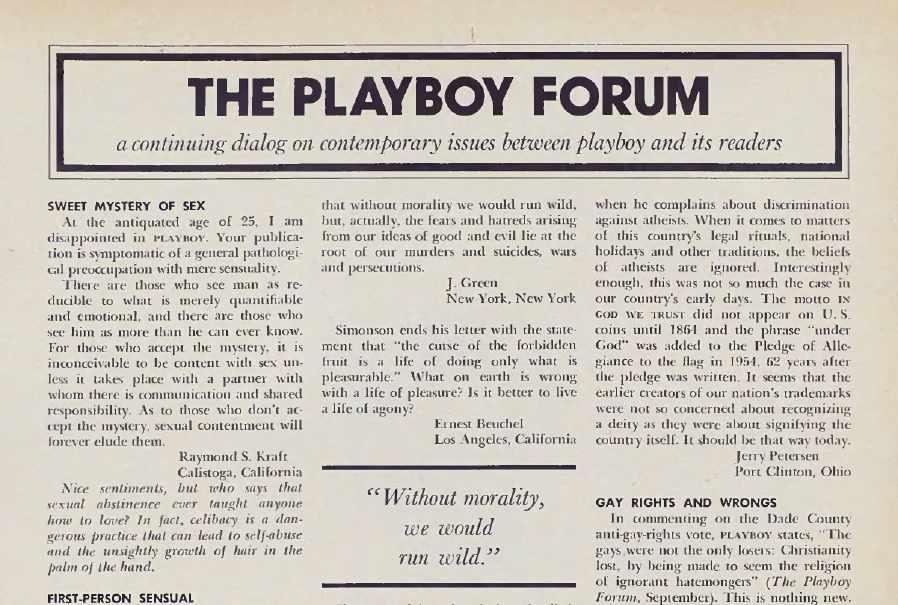 THE PLAYBOY FORUM
a continuing dialog on contemporary issues between playboy and its readers
SWEET MYSTERY OF SEX
At the antiquated age of 25, I am
disappointed in PLAYBOY. Your publica-
tion is symptomatic of a general pathologi-
cal preoccupation with mere sensuality.
There are those who see man as re-
ducible to what is merely quantifiable
and emotional, and there are those who
see him as more than he can ever know.
For those who accept the mystery, it is
inconceivable to be content with sex un-
less it takes place with a partner with
whom there is communication and shared
responsibility. As to those who don't ac-
cept the mystery, sexual contentment will
forever elude them.
Raymond S. Kraft
Calistoga, California
Nice sentiments, but who says that
sexual abstinence ever taught anyone
how to love? In fact, celibacy is a dan-
gerous practice that can lead to self-abuse
and the unsightly growth of hair in the
palm of the hand.
FIRST-PERSON SENSUAL
that without morality we would run wild,
but, actually, the fears and hatreds arising
from our ideas of good and evil lie at the
root of our murders and suicides, wars
and persecutions.
J. Green
New York, New York
Simonson ends his letter with the state-
ment that "the curse of the forbidden
fruit is a life of doing only what is
pleasurable." What on earth is wrong
with a life of pleasure? Is it better to live
a life of agony?
Ernest Beuchel
Los Angeles, California
"Without morality,
we would
run wild."
when he complains about discrimination
against atheists. When it comes to matters
of this country's legal rituals, national
holidays and other traditions, the beliefs
of atheists are ignored. Interestingly
enough, this was not so much the case in
our country's early days. The motto IN
GOD WE TRUST did not appear on U.S.
coins until 1864 and the phrase "under
God" was added to the Pledge of Alle-
giance to the flag in 1954, 62 years after
the pledge was written. It seems that the
earlier creators of our nation's trademarks
were not so concerned about recognizing
a deity as they were about signifying the
country itself. It should be that way today.
Jerry Petersen
Port Clinton, Ohio
GAY RIGHTS AND WRONGS
In commenting on the Dade County
anti-gay-rights vote, PLAYBOY states, "The
gays were not the only losers: Christianity
lost, by being made to seem the religion
of ignorant hatemongers" (The Playboy
Forum, September). This is nothing new.